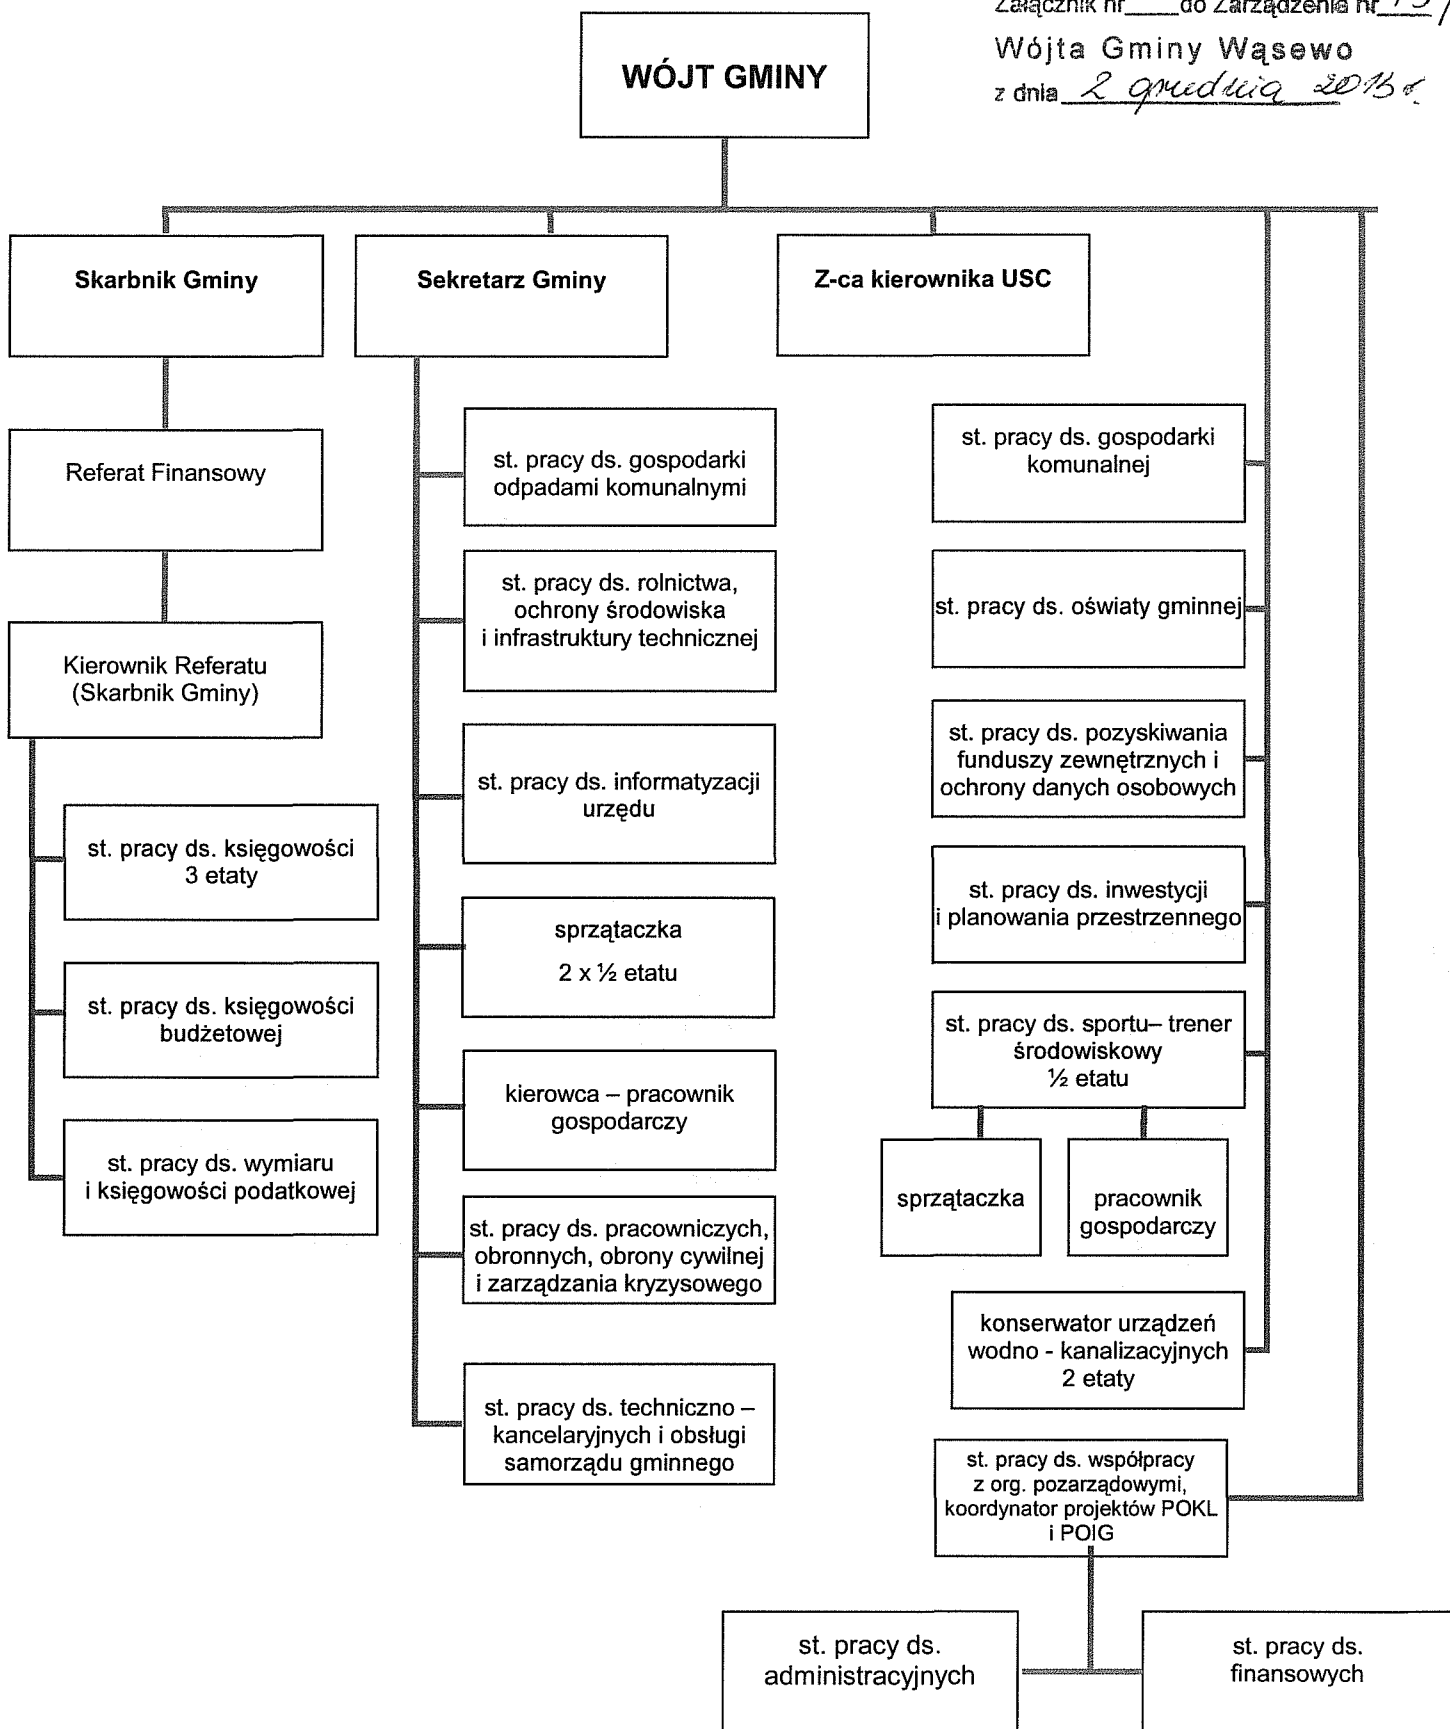 Załącznik nr____do Zarządzenia nr
Wójta Gminy Wąsewo
z dnia 2 grudnia 2013 r.
WÓJT GMINY
Skarbnik Gminy
Sekretarz Gminy
Z-ca kierownika USC
Referat Finansowy
Kierownik Referatu
(Skarbnik Gminy)
st. pracy ds. księgowości
3 etaty
st. pracy ds. księgowości
budżetowej
st. pracy ds. wymiaru
i księgowości podatkowej
st. pracy ds. gospodarki
odpadami komunalnymi
st. pracy ds. rolnictwa,
ochrony środowiska
i infrastruktury technicznej
st. pracy ds. informatyzacji
urzędu
sprzątaczka
2 x ½ etatu
kierowca – pracownik
gospodarczy
st. pracy ds. pracowniczych,
obronnych, obrony cywilnej
i zarządzania kryzysowego
st. pracy ds. techniczno –
kancelaryjnych i obsługi
samorządu gminnego
st. pracy ds. gospodarki
komunalnej
st. pracy ds. oświaty gminnej
st. pracy ds. pozyskiwania
funduszy zewnętrznych i
ochrony danych osobowych
st. pracy ds. inwestycji
i planowania przestrzennego
st. pracy ds. sportu– trener
środowiskowy
½ etatu
sprzątaczka
pracownik
gospodarczy
konserwator urządzeń
wodno - kanalizacyjnych
2 etaty
st. pracy ds. współpracy
z org. pozarządowymi,
koordynator projektów POKL
i POIG
st. pracy ds.
administracyjnych
st. pracy ds.
finansowych